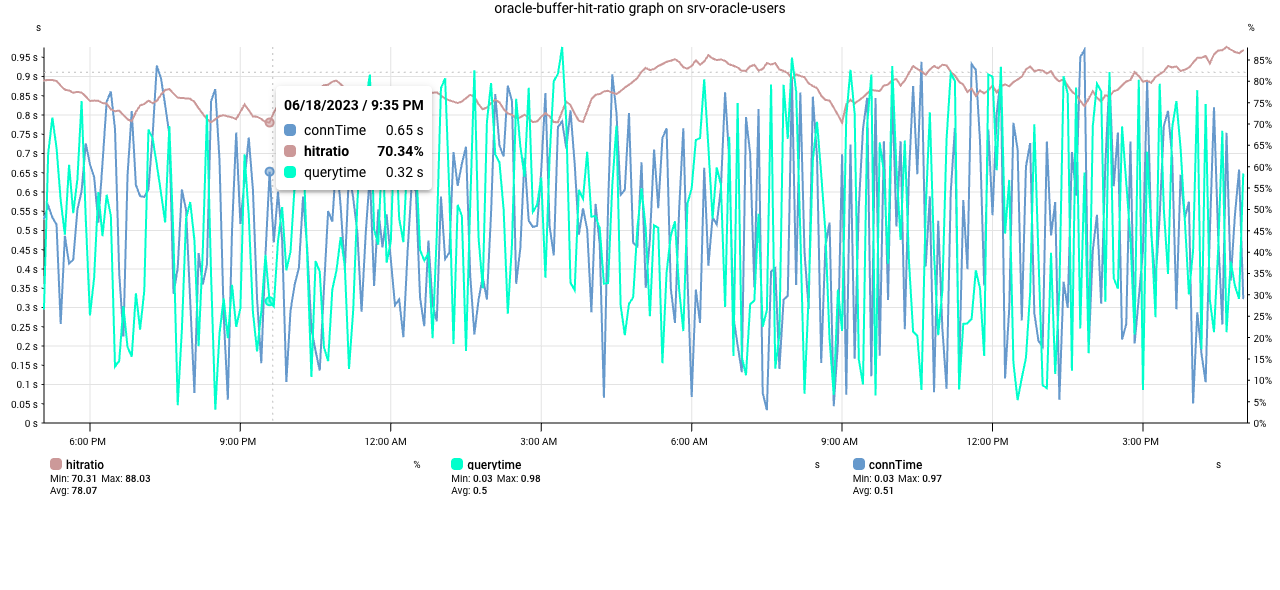 oracle-buffer-hit-ratio graph on srv-oracle-users
s
%
0.95 s
0.9 s
0.85 s
0.8 s
0.75 s
0.7 s
0.65 s
0.6 s
0.55 s
0.5 s
0.45 s
0.4 s
0.35 s
0.3 s
0.25 s
0.2 s
0.15 s
0.1 s
0.05 s
0 s
85%
80%
75%
70%
65%
60%
55%
50%
45%
40%
35%
30%
25%
20%
15%
10%
5%
0%
06/18/2023 / 9:35 PM
connTime 0.65 s
hitratio 70.34%
querytime 0.32 s
6:00 PM 9:00 PM 12:00 AM 3:00 AM 6:00 AM 9:00 AM 12:00 PM 3:00 PM
hitratio %
Min: 70.31 Max: 88.03
Avg: 78.07
querytime s
Min: 0.03 Max: 0.98
Avg: 0.5
connTime s
Min: 0.03 Max: 0.97
Avg: 0.51